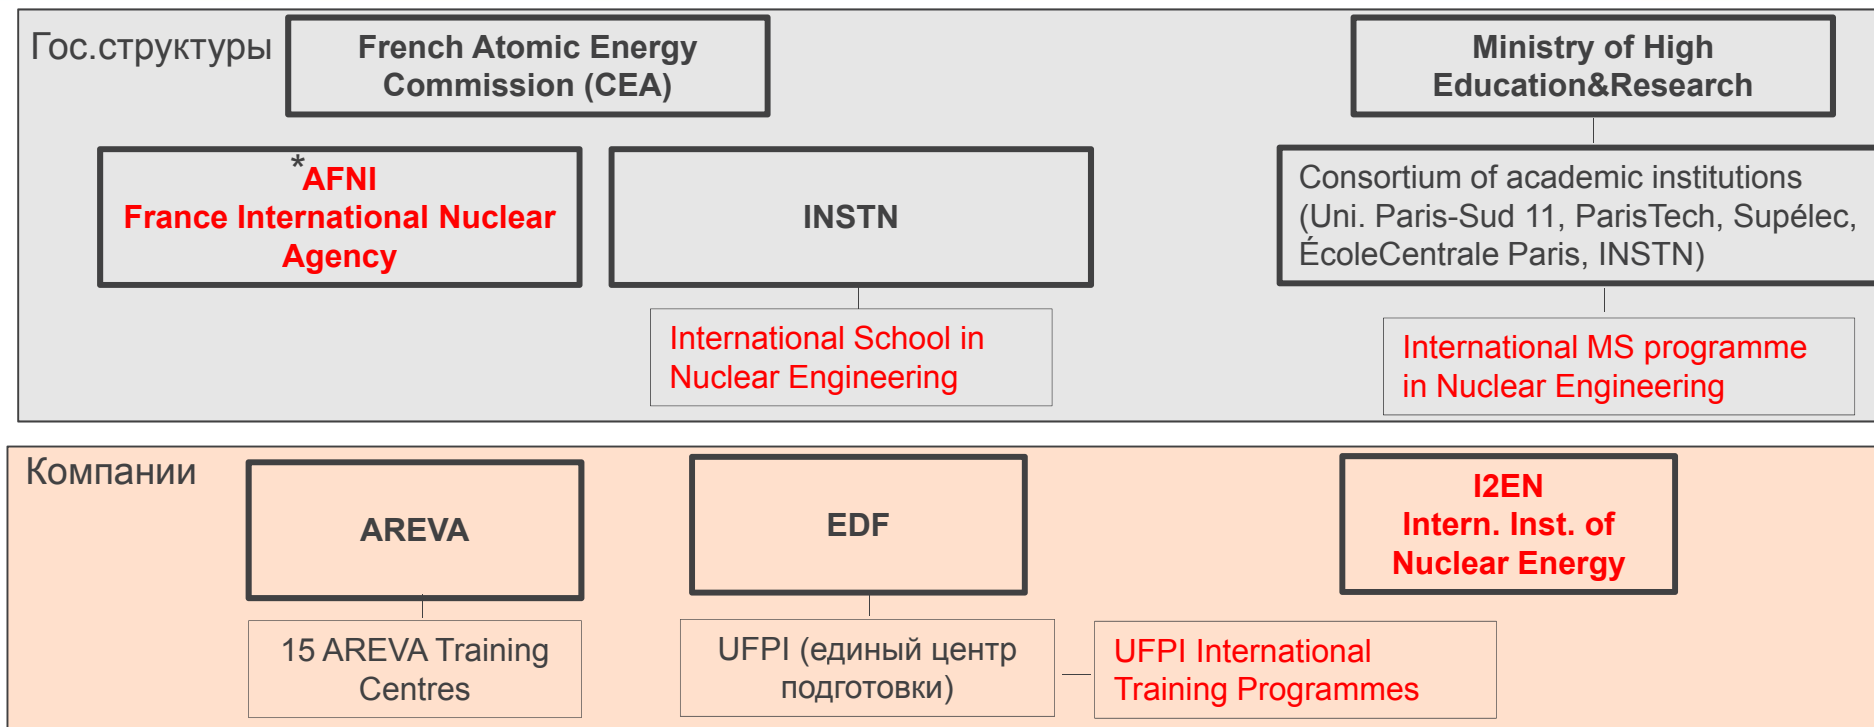 Гос.структуры
French Atomic Energy
Commission (CEA)
Ministry of High
Education&Research
*AFNI
France International Nuclear
Agency
INSTN
Consortium of academic institutions
(Uni. Paris-Sud 11, ParisTech, Supélec,
ÉcoleCentrale Paris, INSTN)
International School in
Nuclear Engineering
International MS programme
in Nuclear Engineering
Компании
AREVA
EDF
I2EN
Intern. Inst. of
Nuclear Energy
15 AREVA Training
Centres
UFPI (единый центр
подготовки)
UFPI International
Training Programmes